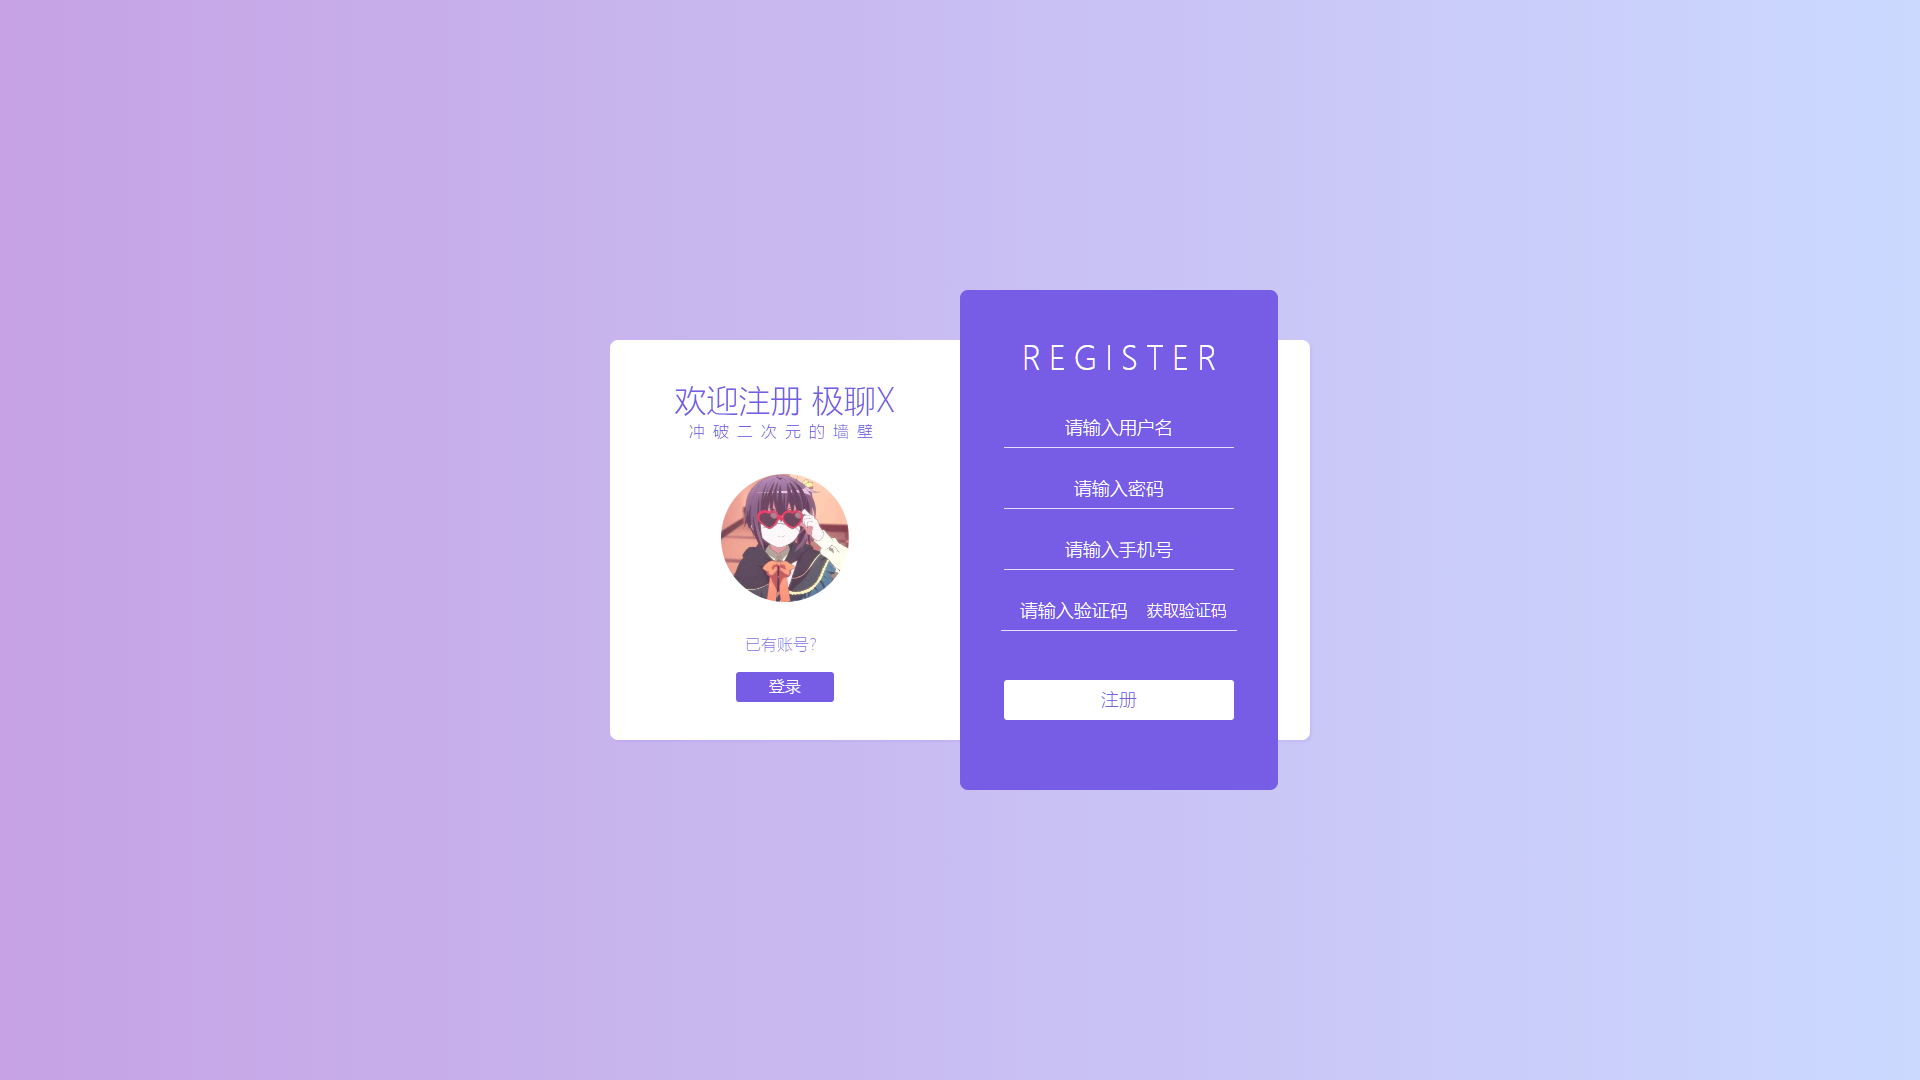 欢迎注册 极聊X
冲破二次元的墙壁
已有账号?
登录
REGISTER
请输入用户名
请输入密码
请输入手机号
请输入验证码 获取验证码
注册